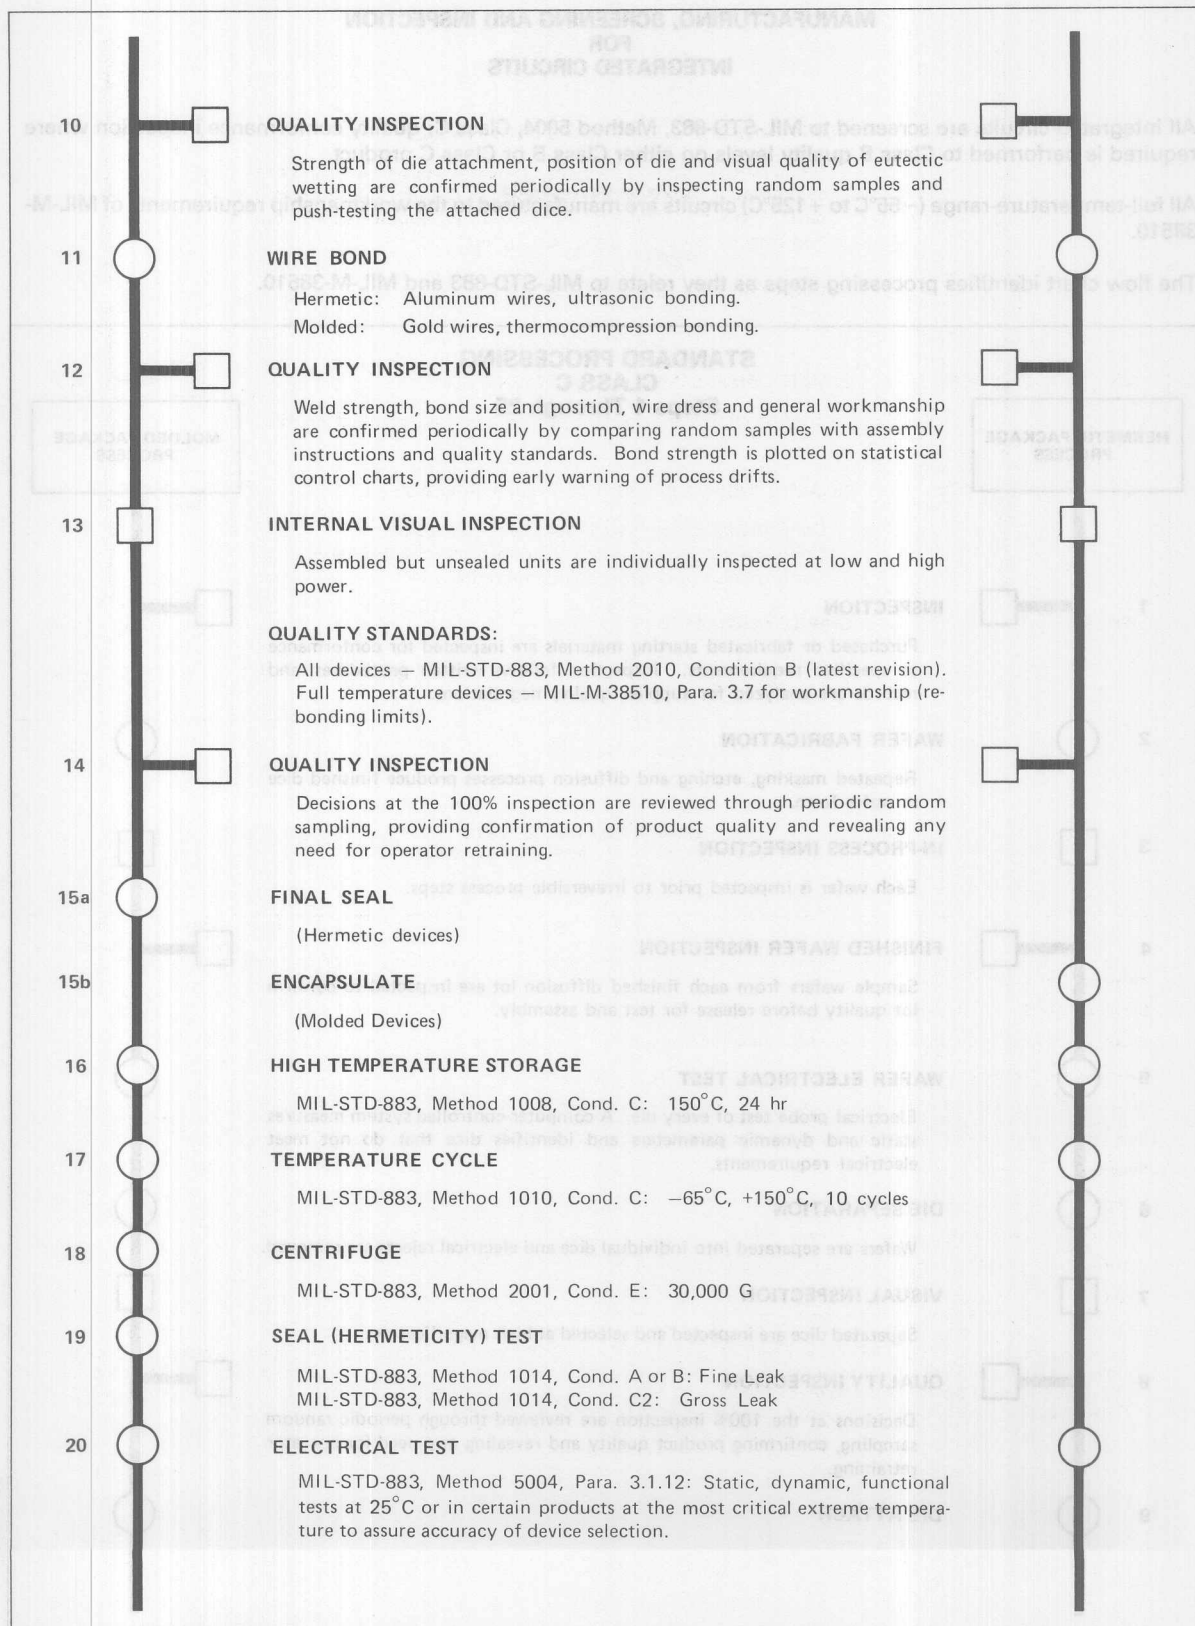 10 QUALITY INSPECTION
Strength of die attachment, position of die and visual quality of eutectic
wetting are confirmed periodically by inspecting random samples and
push-testing the attached dice.
11 WIRE BOND
Hermetic: Aluminum wires, ultrasonic bonding.
Molded: Gold wires, thermocompression bonding.
12 QUALITY INSPECTION
Weld strength, bond size and position, wire dress and general workmanship
are confirmed periodically by comparing random samples with assembly
instructions and quality standards. Bond strength is plotted on statistical
control charts, providing early warning of process drifts.
13 INTERNAL VISUAL INSPECTION
Assembled but unsealed units are individually inspected at low and high
power.
QUALITY STANDARDS:
All devices — MIL-STD-883, Method 2010, Condition B (latest revision).
Full temperature devices — MIL-M-38510, Para. 3.7 for workmanship (re-
bonding limits).
14 QUALITY INSPECTION
Decisions at the 100% inspection are reviewed through periodic random
sampling, providing confirmation of product quality and revealing any
need for operator retraining.
15a FINAL SEAL
(Hermetic devices)
15b ENCAPSULATE
(Molded Devices)
16 HIGH TEMPERATURE STORAGE
MIL-STD-883, Method 1008, Cond. C: 150°C, 24 hr
17 TEMPERATURE CYCLE
MIL-STD-883, Method 1010, Cond. C: −65°C, +150°C, 10 cycles
18 CENTRIFUGE
MIL-STD-883, Method 2001, Cond. E: 30,000 G
19 SEAL (HERMETICITY) TEST
MIL-STD-883, Method 1014, Cond. A or B: Fine Leak
MIL-STD-883, Method 1014, Cond. C2: Gross Leak
20 ELECTRICAL TEST
MIL-STD-883, Method 5004, Para. 3.1.12: Static, dynamic, functional
tests at 25°C or in certain products at the most critical extreme tempera-
ture to assure accuracy of device selection.